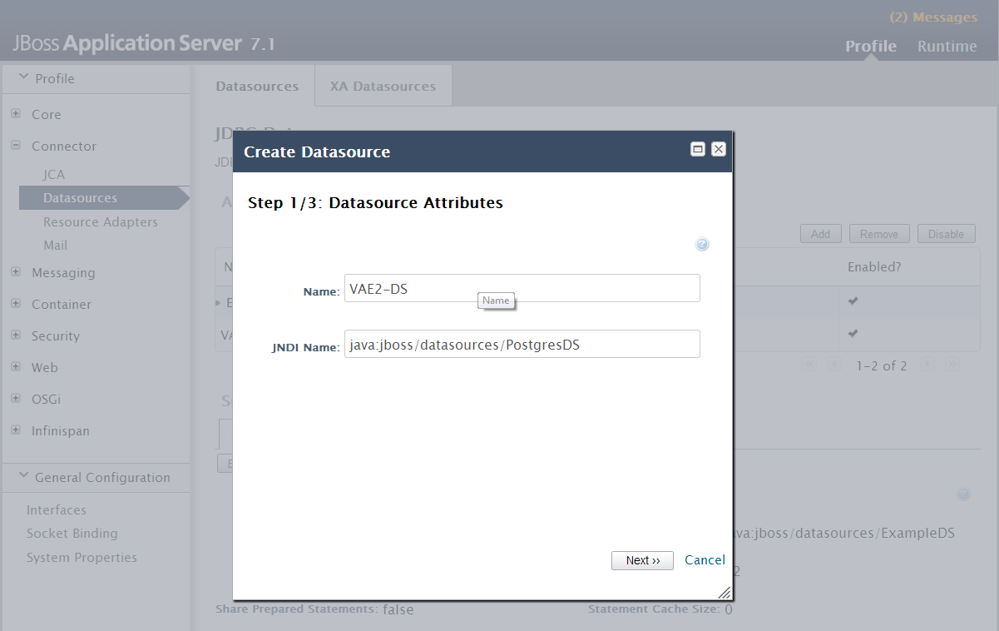 (2) Messages
JBoss Application Server 7.1
Profile Runtime
Profile
Datasources XA Datasources
Core
Connector
JCA
Datasources
Resource Adapters
Mail
Messaging
Container
Security
Web
OSGi
Infinispan
General Configuration
Interfaces
Socket Binding
System Properties
Create Datasource
Step 1/3: Datasource Attributes
Name: VAE2-DS
Name
JNDI Name: java:jboss/datasources/PostgresDS
Next ›› Cancel
Add Remove Disable
Enabled?
1-2 of 2
java:jboss/datasources/ExampleDS
Share Prepared Statements: false Statement Cache Size: 0